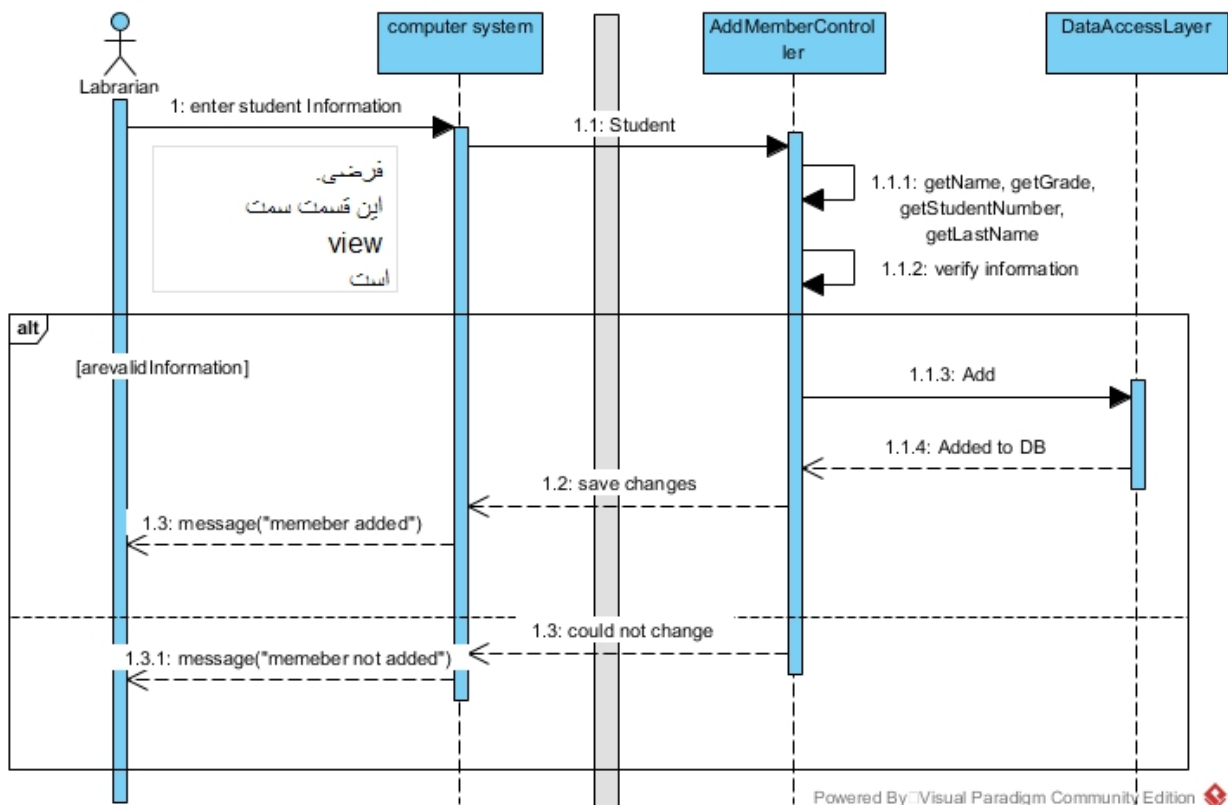 computer system
AddMemberControl
ler
DataAccessLayer
Labrarian
1: enter student Information
1.1: Student
فرضی.
این قسمت سمت
view
است
1.1.1: getName, getGrade,
getStudentNumber,
getLastName
1.1.2: verify information
alt
[arevalidInformation]
1.1.3: Add
1.1.4: Added to DB
1.2: save changes
1.3: message("memeber added")
1.3: could not change
1.3.1: message("memeber not added")
Powered By Visual Paradigm Community Edition